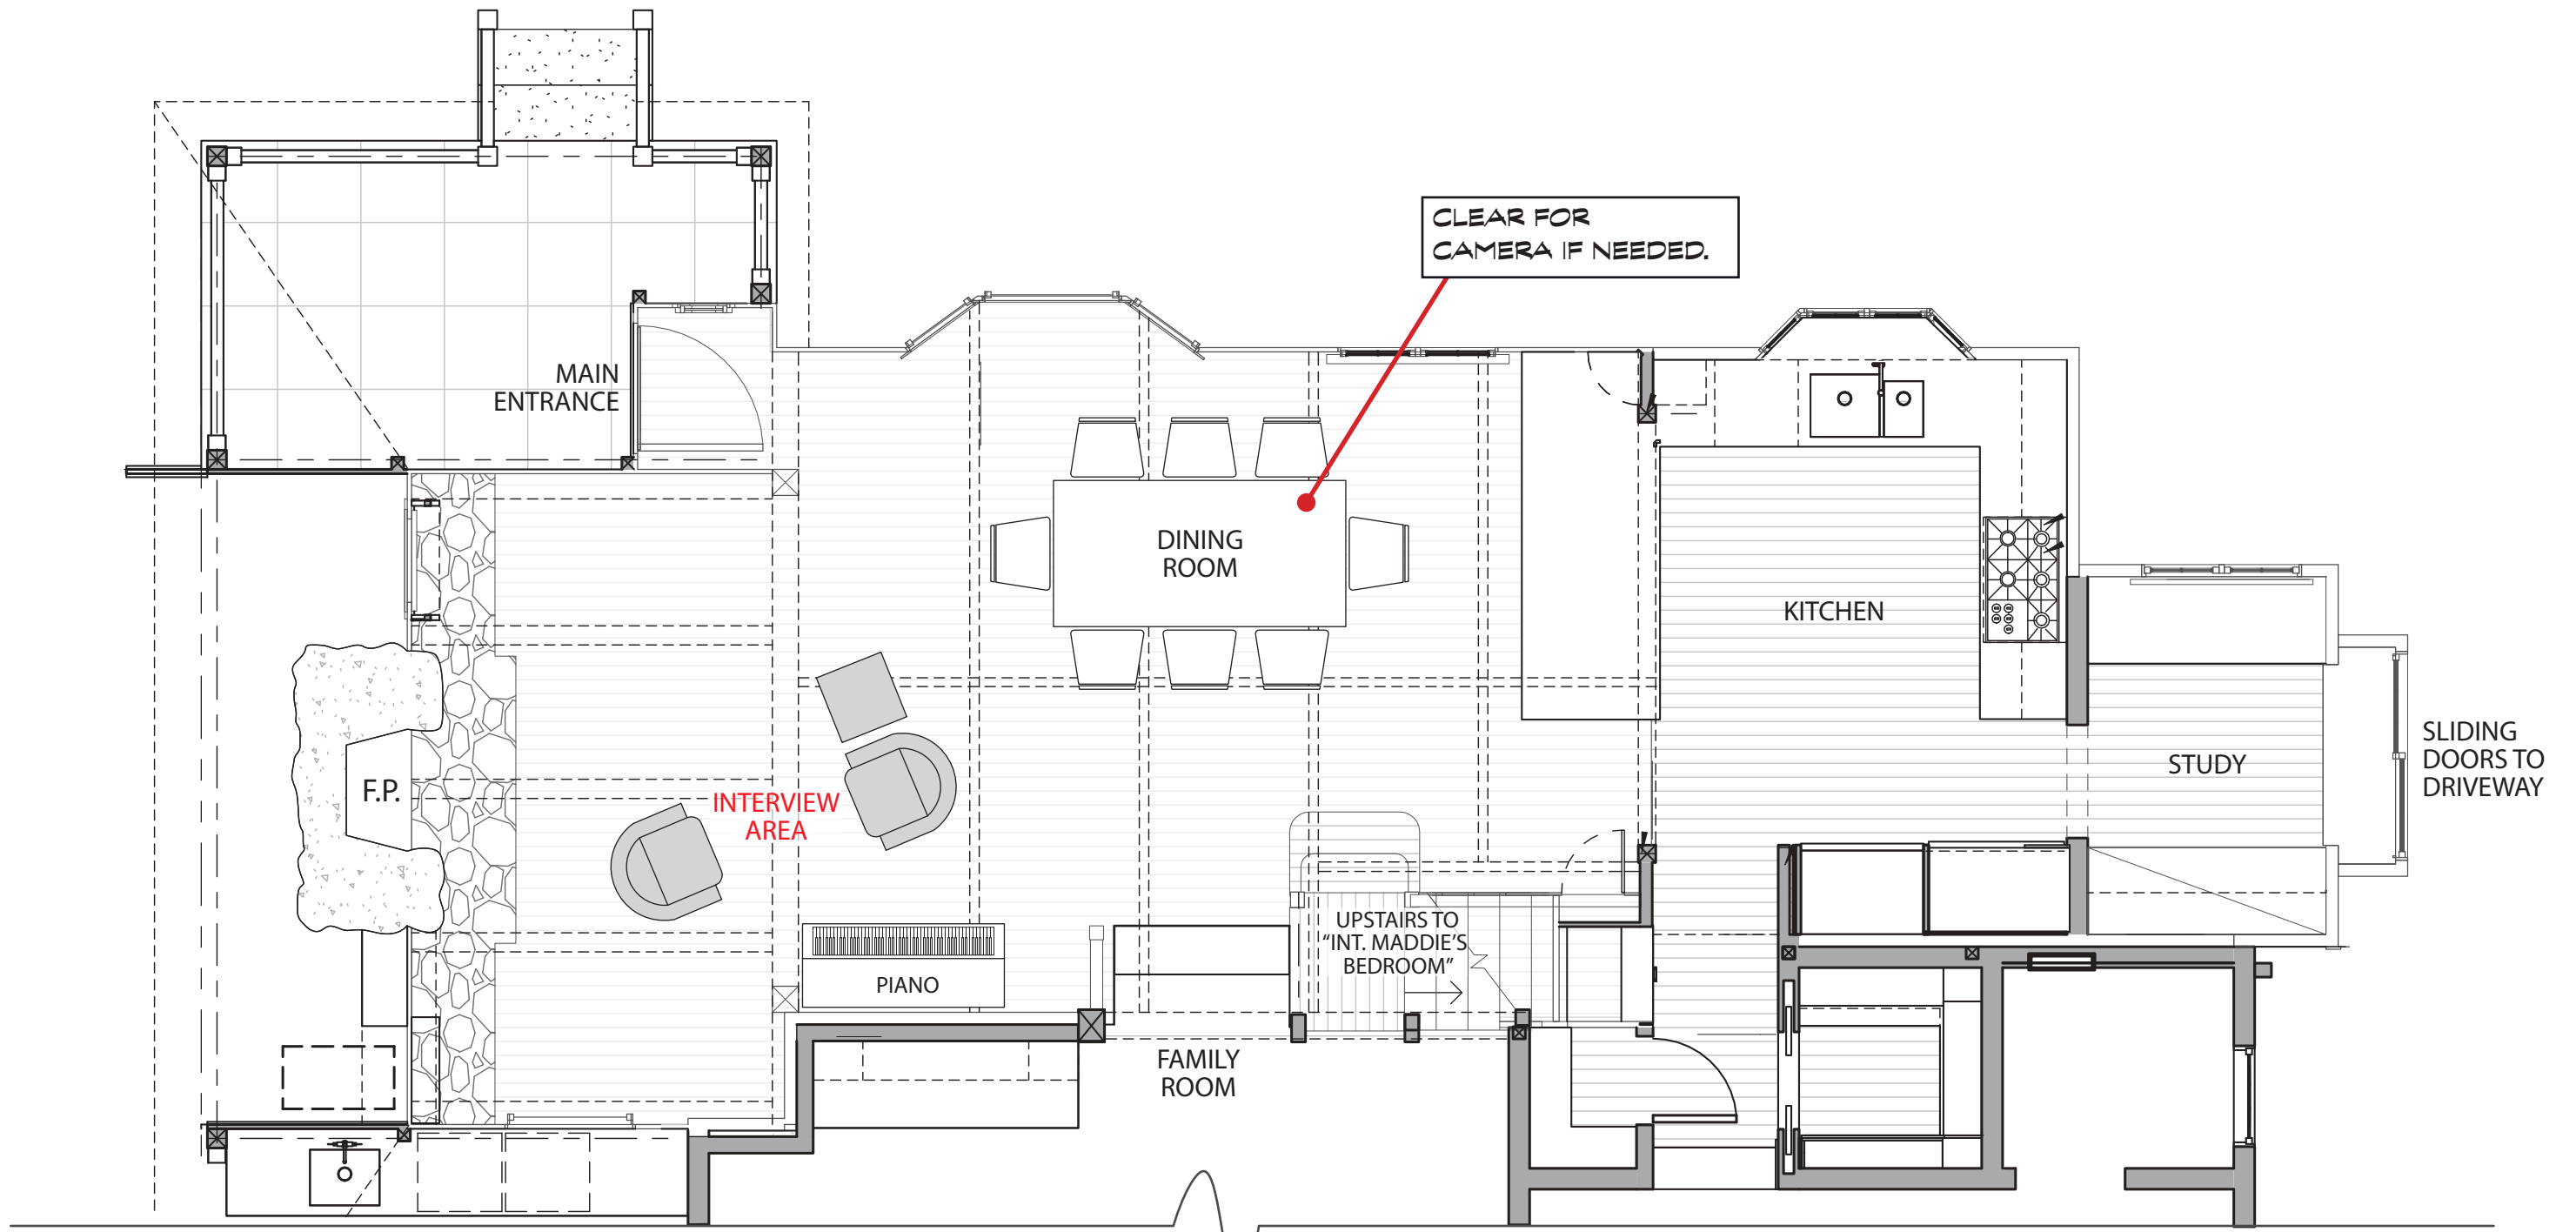 CLEAR FOR
CAMERA IF NEEDED.
MAIN
ENTRANCE
DINING
ROOM
KITCHEN
SLIDING
DOORS TO
DRIVEWAY
STUDY
F.P.
INTERVIEW
AREA
UPSTAIRS TO
“INT. MADDIE’S
BEDROOM”
PIANO
FAMILY
ROOM